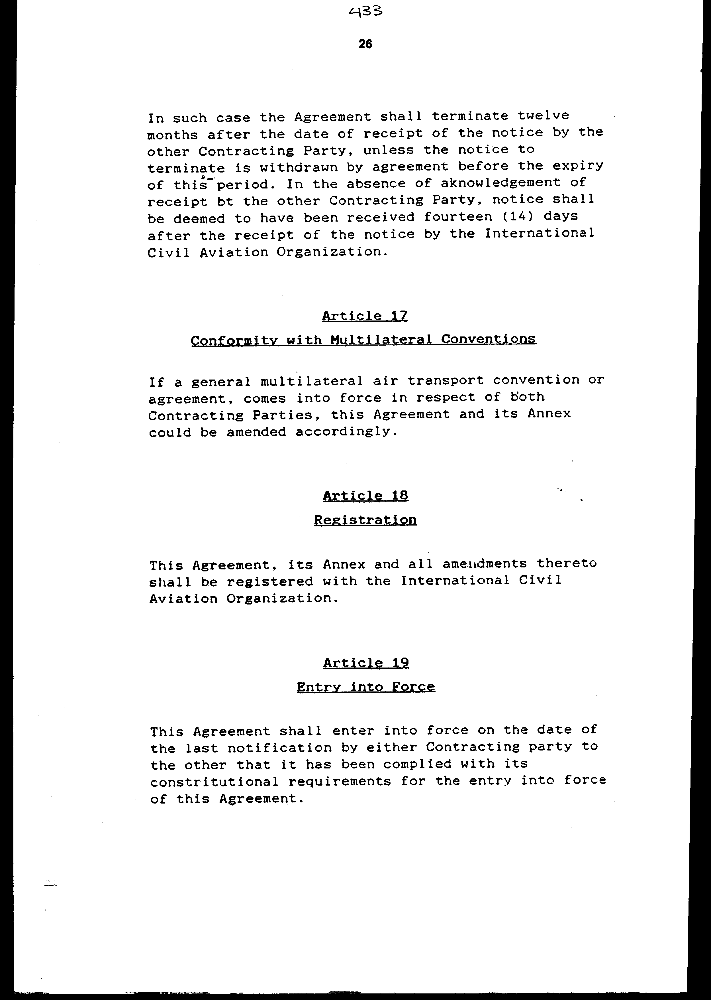 433
26
In such case the Agreement shall terminate twelve
months after the date of receipt of the notice by the
other Contracting Party, unless the notice to
terminate is withdrawn by agreement before the expiry
of this period. In the absence of aknowledgement of
receipt bt the other Contracting Party, notice shall
be deemed to have been received fourteen (14) days
after the receipt of the notice by the International
Civil Aviation Organization.
Article 17
Conformity with Multilateral Conventions
If a general multilateral air transport convention or
agreement, comes into force in respect of both
Contracting Parties, this Agreement and its Annex
could be amended accordingly.
Article 18
Registration
This Agreement, its Annex and all amendments thereto
shall be registered with the International Civil
Aviation Organization.
Article 19
Entry into Force
This Agreement shall enter into force on the date of
the last notification by either Contracting party to
the other that it has been complied with its
constritutional requirements for the entry into force
of this Agreement.